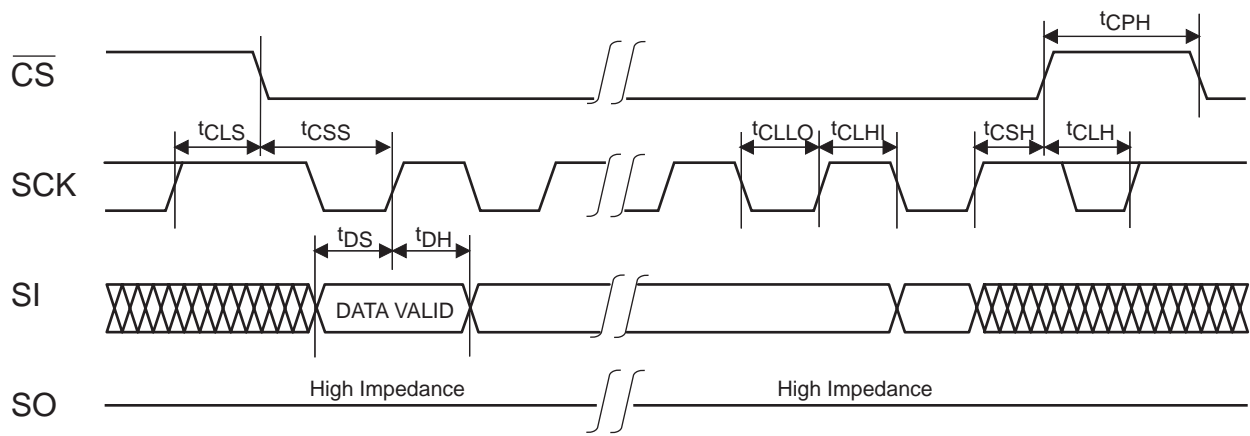 tCPH
CS
tCLS tCSS tCLLO tCLHI tCSH tCLH
SCK
tDS tDH
SI
DATA VALID
High Impedance High Impedance
SO